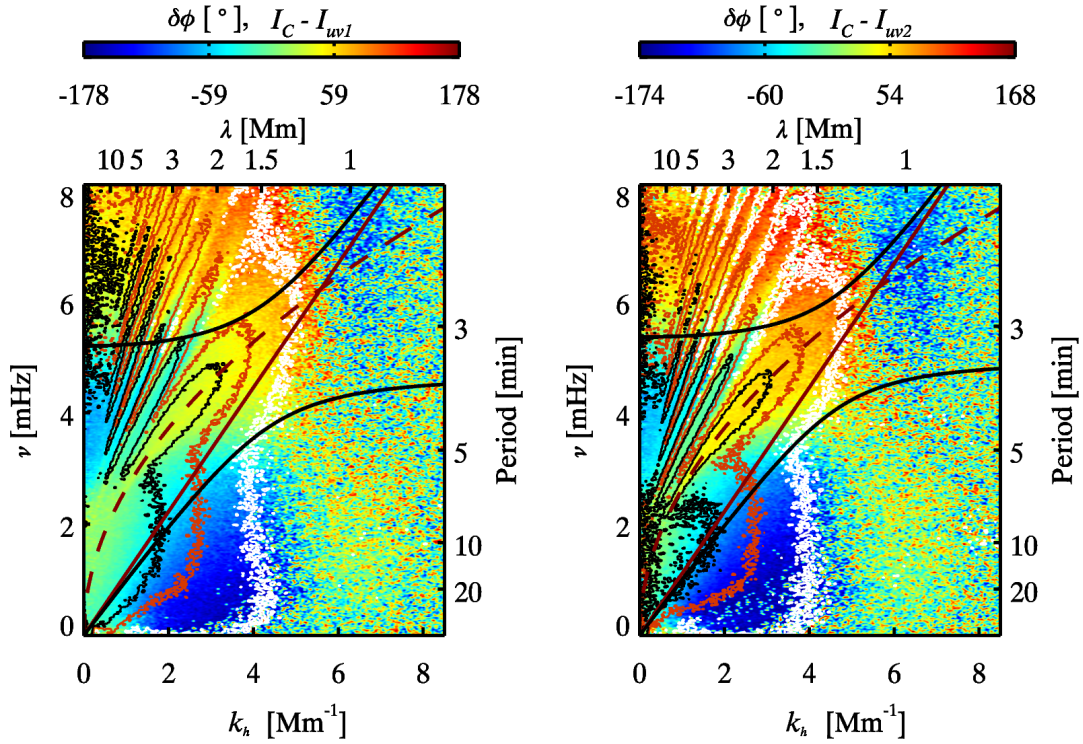 δϕ [ ° ], I_C - I_uv1
-178 -59 59 178
λ [Mm]
10 5 3 2 1.5 1
8
6
4
2
0
ν [mHz]
3
5
10
20
Period [min]
0 2 4 6 8
k_h [Mm⁻¹]
δϕ [ ° ], I_C - I_uv2
-174 -60 54 168
λ [Mm]
10 5 3 2 1.5 1
8
6
4
2
0
ν [mHz]
3
5
10
20
Period [min]
0 2 4 6 8
k_h [Mm⁻¹]